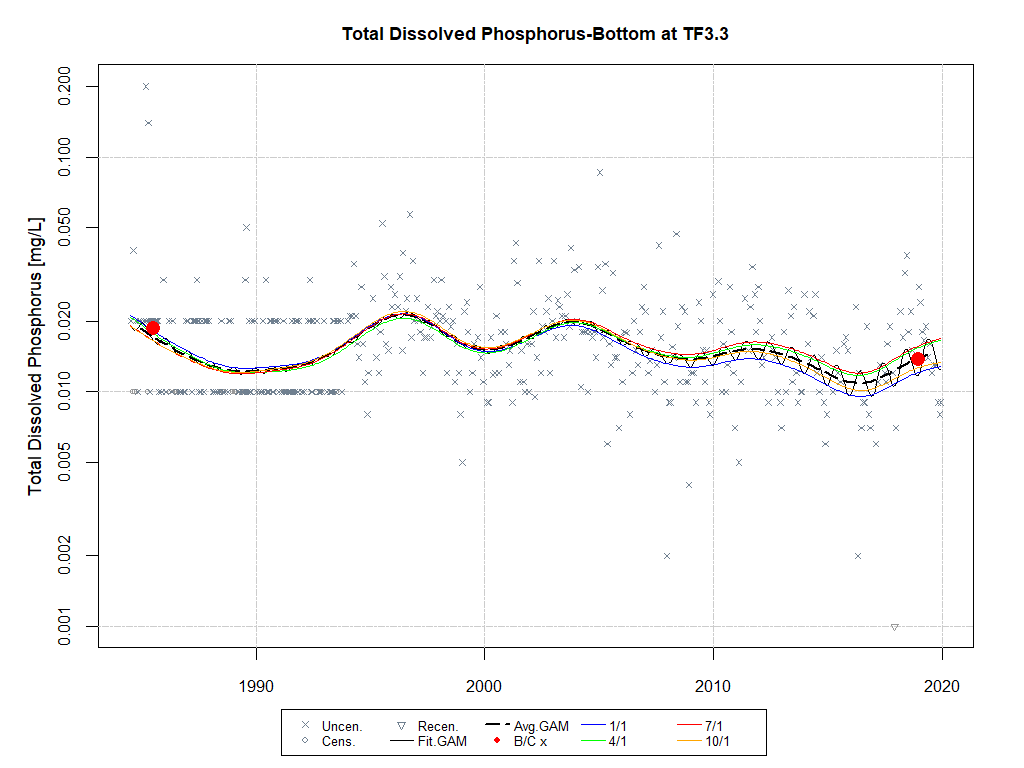 Total Dissolved Phosphorus-Bottom at TF3.3
Total Dissolved Phosphorus [mg/L]
0.200
0.100
0.050
0.020
0.010
0.005
0.002
0.001
1990 2000 2010 2020
Uncen. Recen. Avg.GAM 1/1 7/1
Cens. Fit.GAM B/C x 4/1 10/1